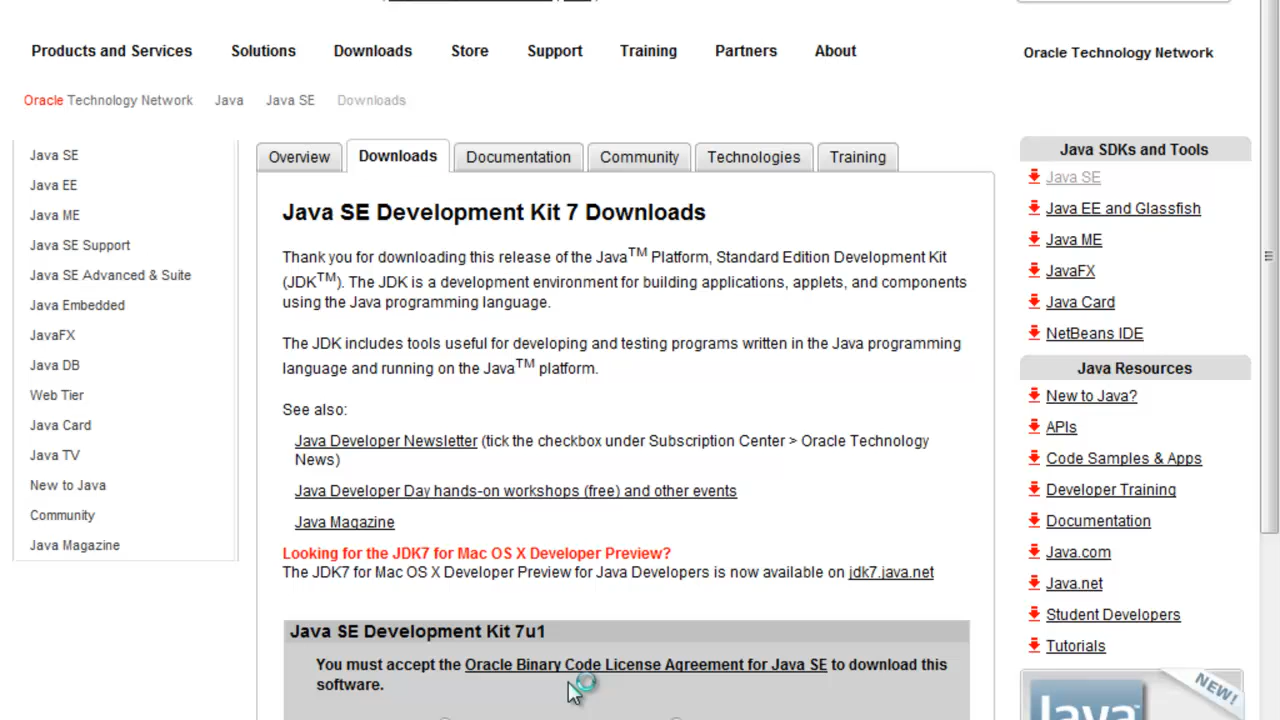 Products and Services Solutions Downloads Store Support Training Partners About Oracle Technology Network
Oracle Technology Network Java Java SE Downloads
Java SE
Java EE
Java ME
Java SE Support
Java SE Advanced & Suite
Java Embedded
JavaFX
Java DB
Web Tier
Java Card
Java TV
New to Java
Community
Java Magazine
Overview Downloads Documentation Community Technologies Training
Java SE Development Kit 7 Downloads
Thank you for downloading this release of the Java™ Platform, Standard Edition Development Kit
(JDK™). The JDK is a development environment for building applications, applets, and components
using the Java programming language.
The JDK includes tools useful for developing and testing programs written in the Java programming
language and running on the Java™ platform.
See also:
Java Developer Newsletter (tick the checkbox under Subscription Center > Oracle Technology
News)
Java Developer Day hands-on workshops (free) and other events
Java Magazine
Looking for the JDK7 for Mac OS X Developer Preview?
The JDK7 for Mac OS X Developer Preview for Java Developers is now available on jdk7.java.net
Java SE Development Kit 7u1
You must accept the Oracle Binary Code License Agreement for Java SE to download this
software.
Java SDKs and Tools
Java SE
Java EE and Glassfish
Java ME
JavaFX
Java Card
NetBeans IDE
Java Resources
New to Java?
APIs
Code Samples & Apps
Developer Training
Documentation
Java.com
Java.net
Student Developers
Tutorials
NEW!
Java™